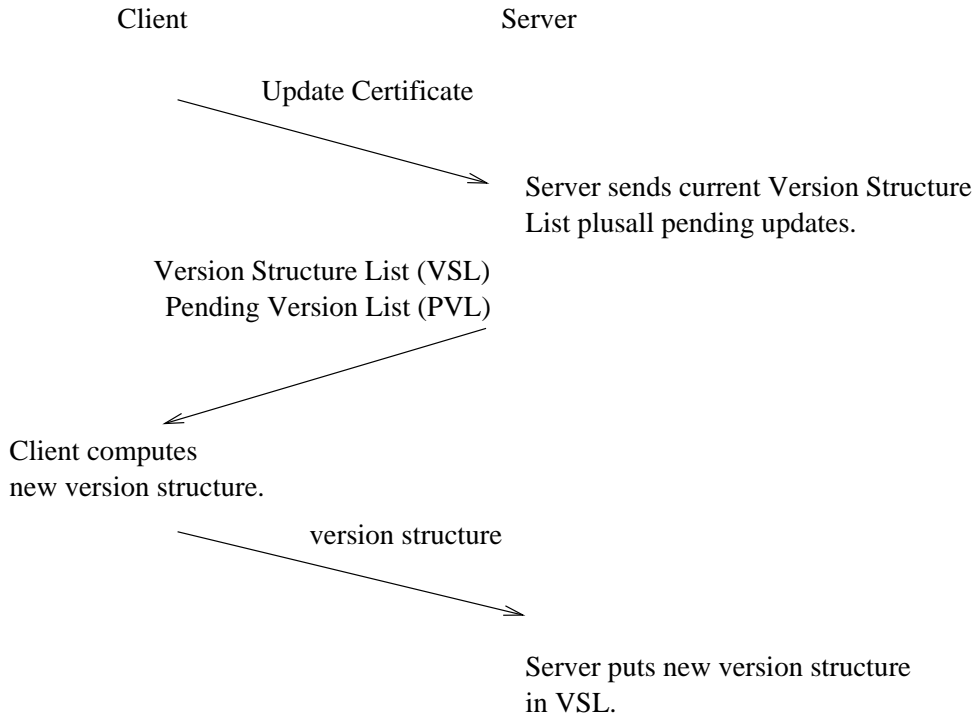 Client
Server
Update Certificate
Server sends current Version Structure
List plusall pending updates.
Version Structure List (VSL)
Pending Version List (PVL)
Client computes
new version structure.
version structure
Server puts new version structure
in VSL.